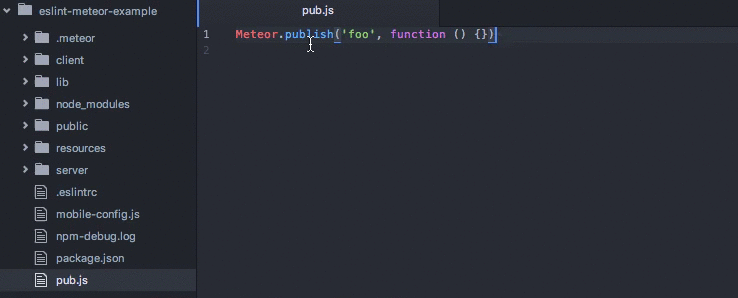 eslint-meteor-example
.meteor
client
lib
node_modules
public
resources
server
.eslintrc
mobile-config.js
npm-debug.log
package.json
pub.js
pub.js
1 Meteor.publish('foo', function () {})
2